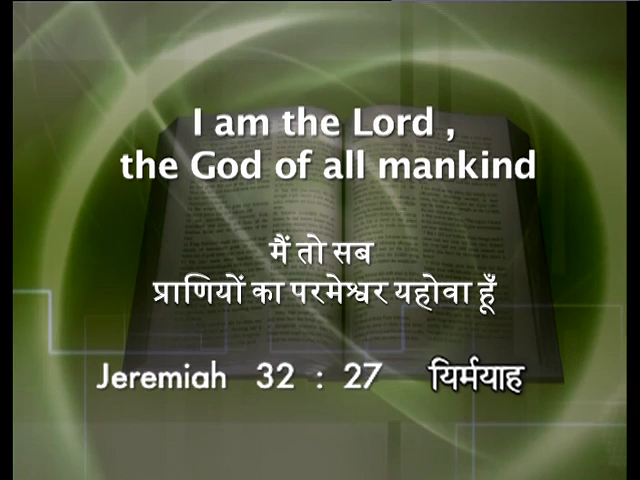 I am the Lord ,
the God of all mankind
मैं तो सब
प्राणियों का परमेश्वर यहोवा हूँ
Jeremiah 32 : 27 यिर्मयाह